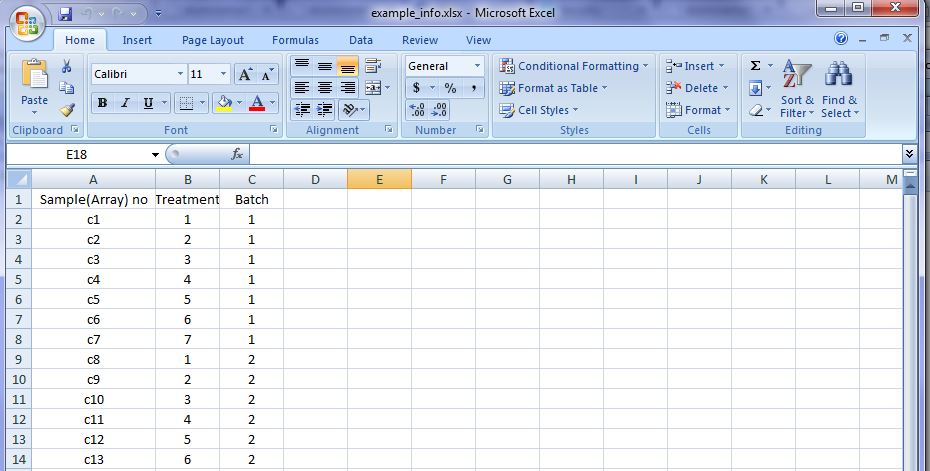 example_info.xlsx - Microsoft Excel
Home Insert Page Layout Formulas Data Review View
Calibri 11 A A General Conditional Formatting Insert Σ
Paste B I U A $ % , Format as Table Delete Sort & Filter Find & Select
.0 .00 .00 .0 Cell Styles Format
Clipboard Font Alignment Number Styles Cells Editing
E18 fx
A B C D E F G H I J K L M
1 Sample(Array) no Treatment Batch
2 c1 1 1
3 c2 2 1
4 c3 3 1
5 c4 4 1
6 c5 5 1
7 c6 6 1
8 c7 7 1
9 c8 1 2
10 c9 2 2
11 c10 3 2
12 c11 4 2
13 c12 5 2
14 c13 6 2